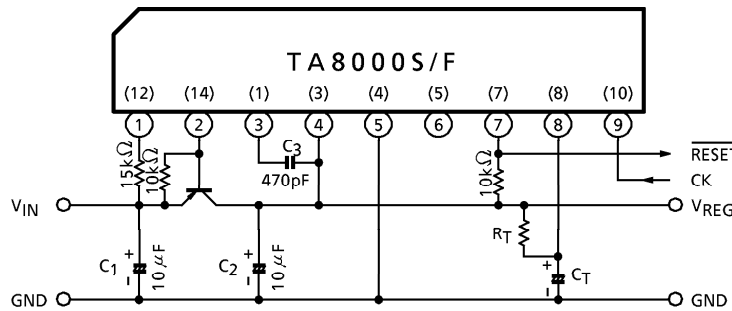 TA8000S/F
(12) (14) (1) (3) (4) (5) (7) (8) (10)
1 2 3 4 5 6 7 8 9
15kΩ
10kΩ
C3
470pF
10kΩ
RESET
CK
VIN
VREG
RT
C1
+
-
10μF
C2
+
-
10μF
+
-
CT
GND
GND